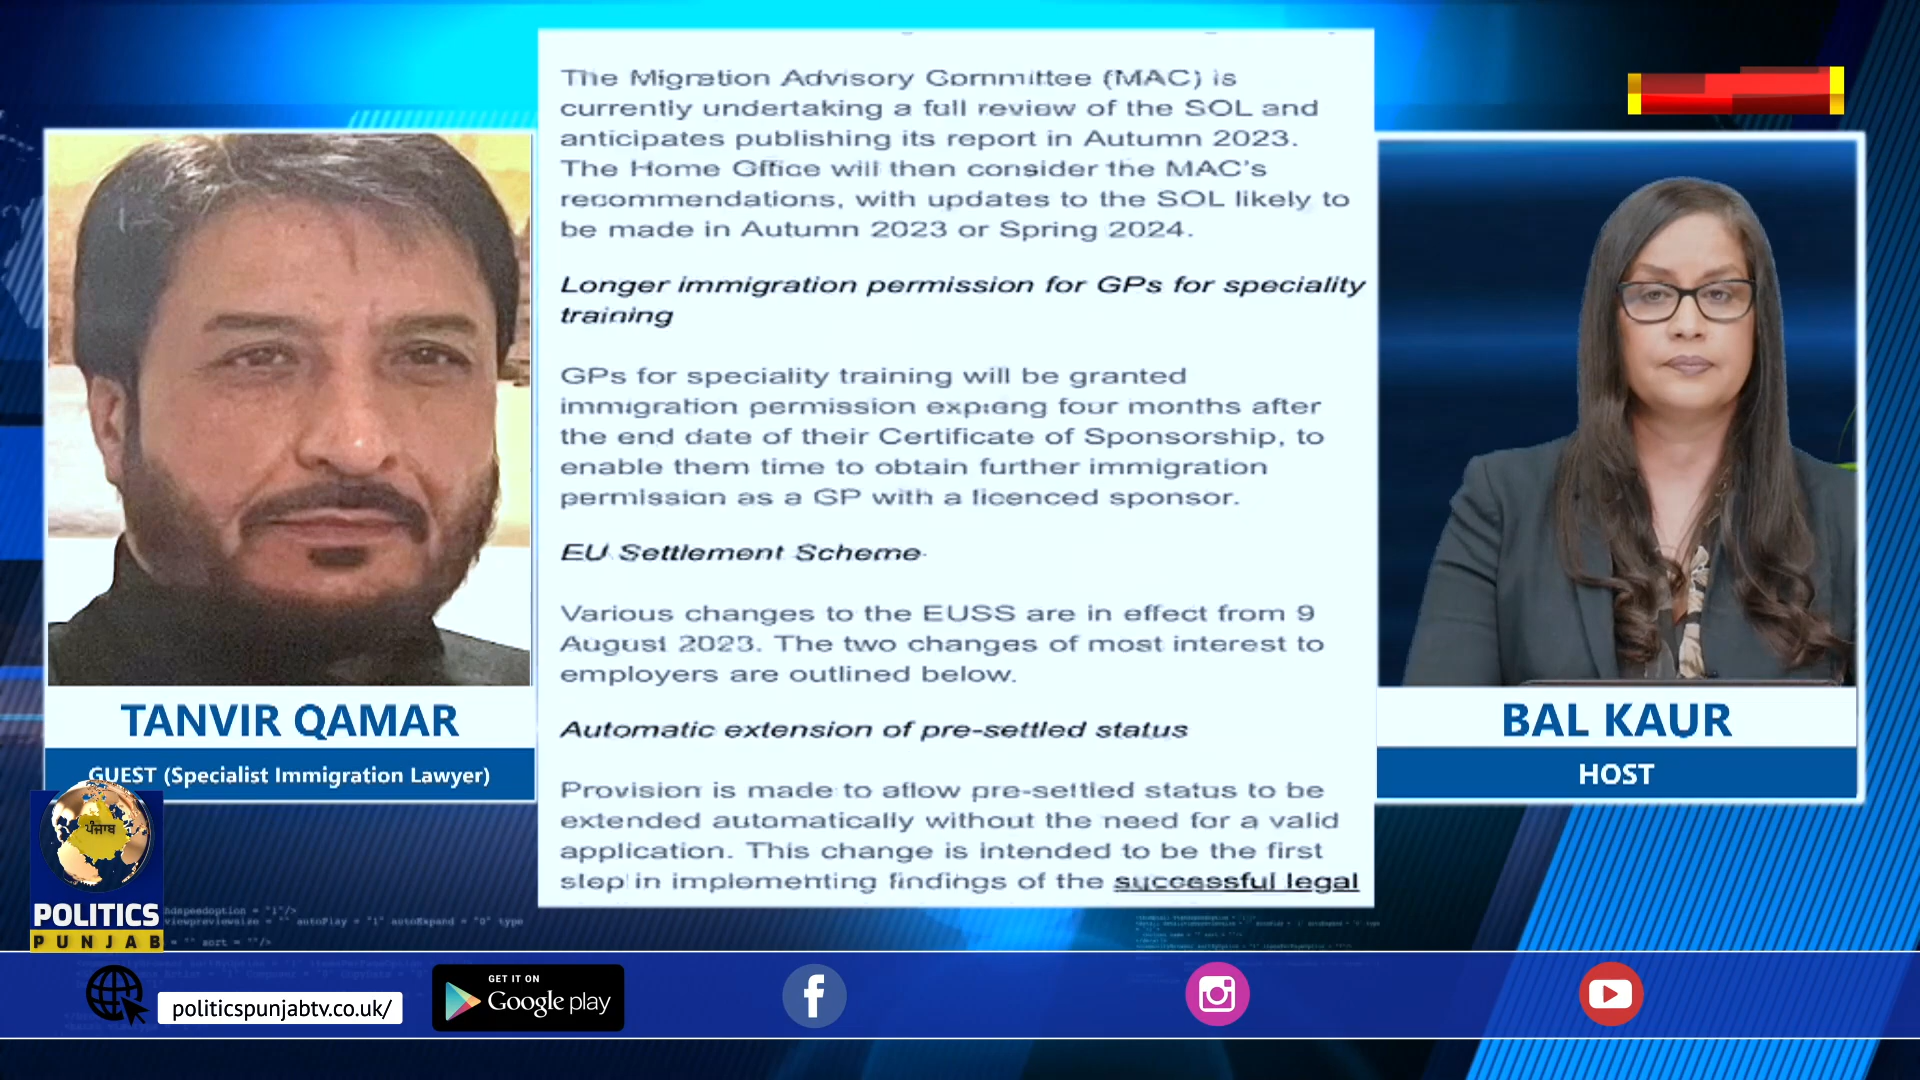 The Migration Advisory Committee (MAC) is
currently undertaking a full review of the SOL and
anticipates publishing its report in Autumn 2023.
The Home Office will then consider the MAC's
recommendations, with updates to the SOL likely to
be made in Autumn 2023 or Spring 2024.
Longer immigration permission for GPs for speciality
training
GPs for speciality training will be granted
immigration permission expiring four months after
the end date of their Certificate of Sponsorship, to
enable them time to obtain further immigration
permission as a GP with a licenced sponsor.
EU Settlement Scheme
Various changes to the EUSS are in effect from 9
August 2023. The two changes of most interest to
employers are outlined below.
Automatic extension of pre-settled status
Provision is made to allow pre-settled status to be
extended automatically without the need for a valid
application. This change is intended to be the first
step in implementing findings of the successful legal
TANVIR QAMAR
GUEST (Specialist Immigration Lawyer)
BAL KAUR
HOST
ਪੰਜਾਬ
POLITICS
PUNJAB
autoPlay = "1" autoExpand = "0" type
= "" sort = ""/>
politicspunjabtv.co.uk/
GET IT ON
Google play